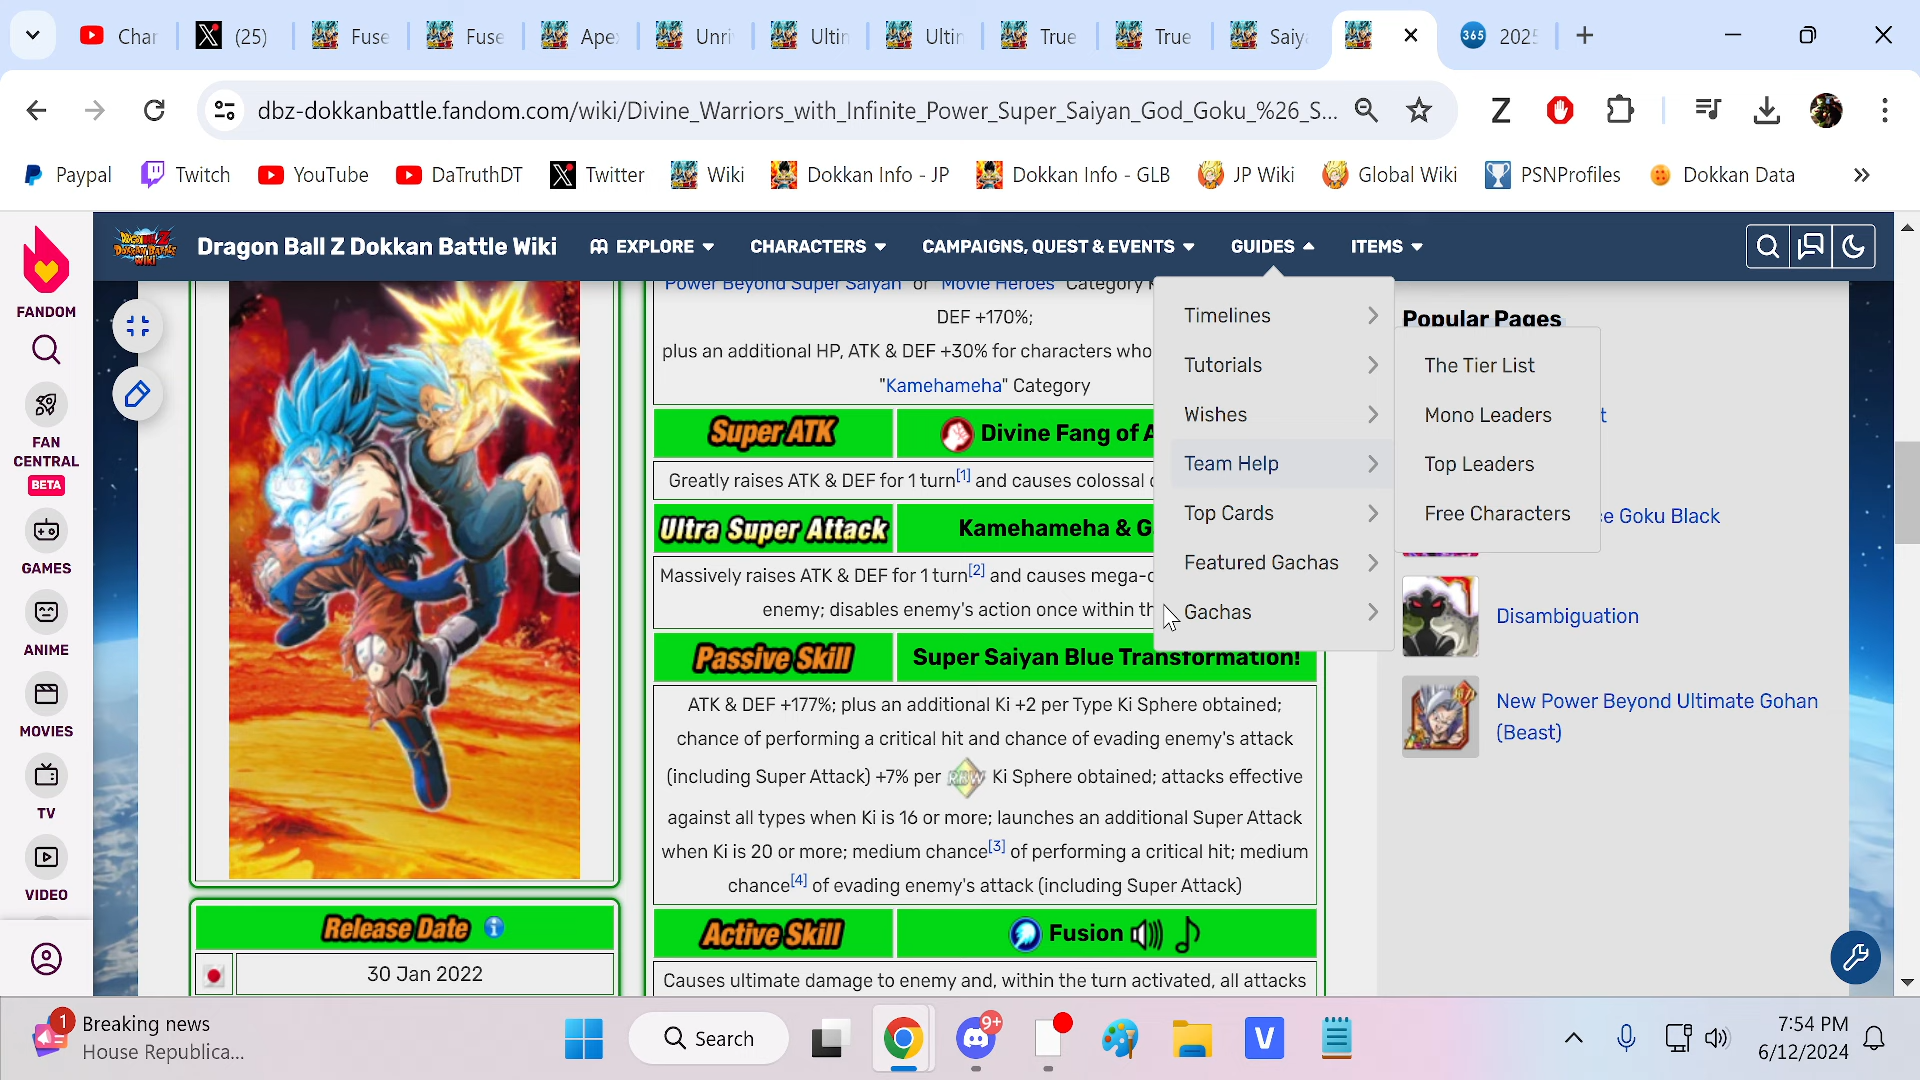 Char
(25)
Fuse
Fuse
Ape
Unri
Ultin
Ultin
True
True
Saiy
365 2025
dbz-dokkanbattle.fandom.com/wiki/Divine_Warriors_with_Infinite_Power_Super_Saiyan_God_Goku_%26_S...
Z
Paypal
Twitch
YouTube
DaTruthDT
Twitter
Wiki
Dokkan Info - JP
Dokkan Info - GLB
JP Wiki
Global Wiki
PSNProfiles
Dokkan Data
»
Dragon Ball Z Dokkan Battle Wiki
EXPLORE
CHARACTERS
CAMPAIGNS, QUEST & EVENTS
GUIDES
ITEMS
FANDOM
FAN CENTRAL
BETA
GAMES
ANIME
MOVIES
TV
VIDEO
Power Beyond Super Saiyan" or "Movie Heroes" Category
DEF +170%;
plus an additional HP, ATK & DEF +30% for characters who
"Kamehameha" Category
Super ATK
Divine Fang of
Greatly raises ATK & DEF for 1 turn[1] and causes colossal
Ultra Super Attack
Kamehameha & G
Massively raises ATK & DEF for 1 turn[2] and causes mega-c
enemy; disables enemy's action once within th
Passive Skill
Super Saiyan Blue Transformation!
ATK & DEF +177%; plus an additional Ki +2 per Type Ki Sphere obtained;
chance of performing a critical hit and chance of evading enemy's attack
(including Super Attack) +7% per RBW Ki Sphere obtained; attacks effective
against all types when Ki is 16 or more; launches an additional Super Attack
when Ki is 20 or more; medium chance[3] of performing a critical hit; medium
chance[4] of evading enemy's attack (including Super Attack)
Active Skill
Fusion
Causes ultimate damage to enemy and, within the turn activated, all attacks
Release Date
30 Jan 2022
Timelines
Tutorials
Wishes
Team Help
Top Cards
Featured Gachas
Gachas
The Tier List
Mono Leaders
Top Leaders
Free Characters
Popular Pages
t
ce Goku Black
Disambiguation
New Power Beyond Ultimate Gohan
(Beast)
1
Breaking news
House Republica...
Search
9+
V
7:54 PM
6/12/2024